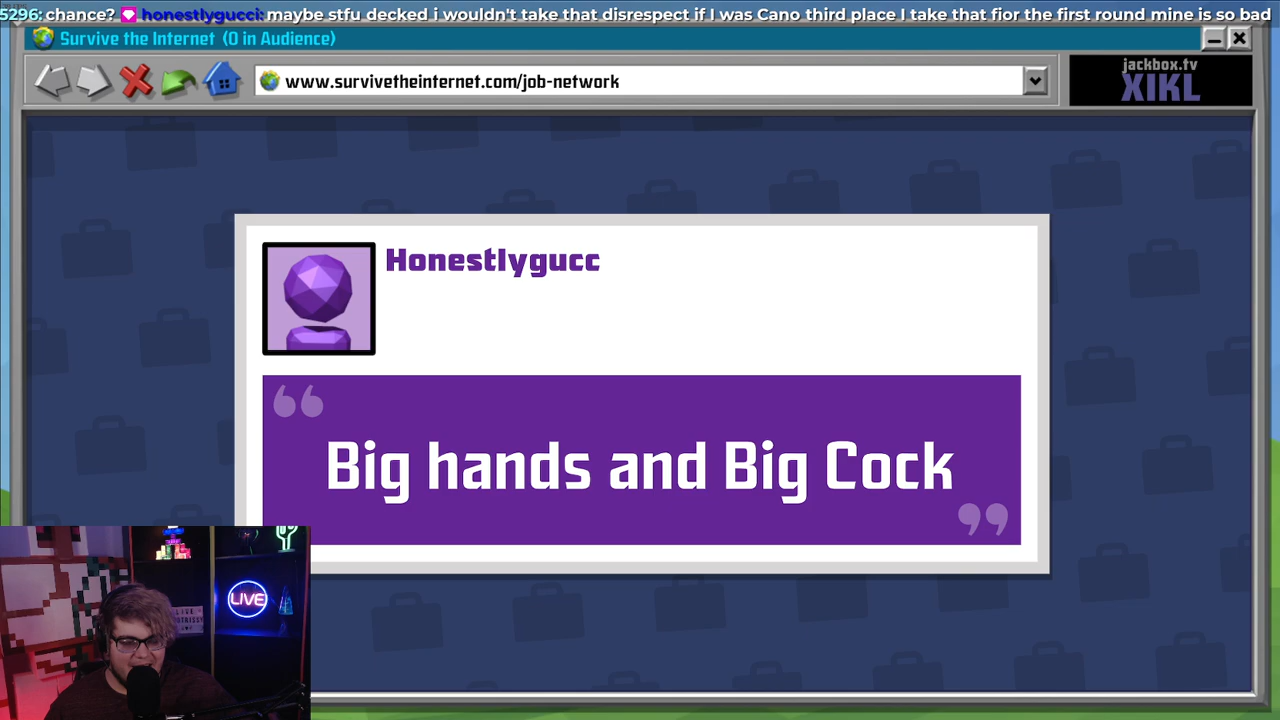 5296: chance? honestlygucci: maybe stfu decked i wouldn't take that disrespect if I was Cano third place I take that fior the first round mine is so bad
Survive the Internet (0 in Audience)
www.survivetheinternet.com/job-network
jackbox.tv
XIKL
Honestlygucc
“
Big hands and Big Cock
”
LIVE
LIVE